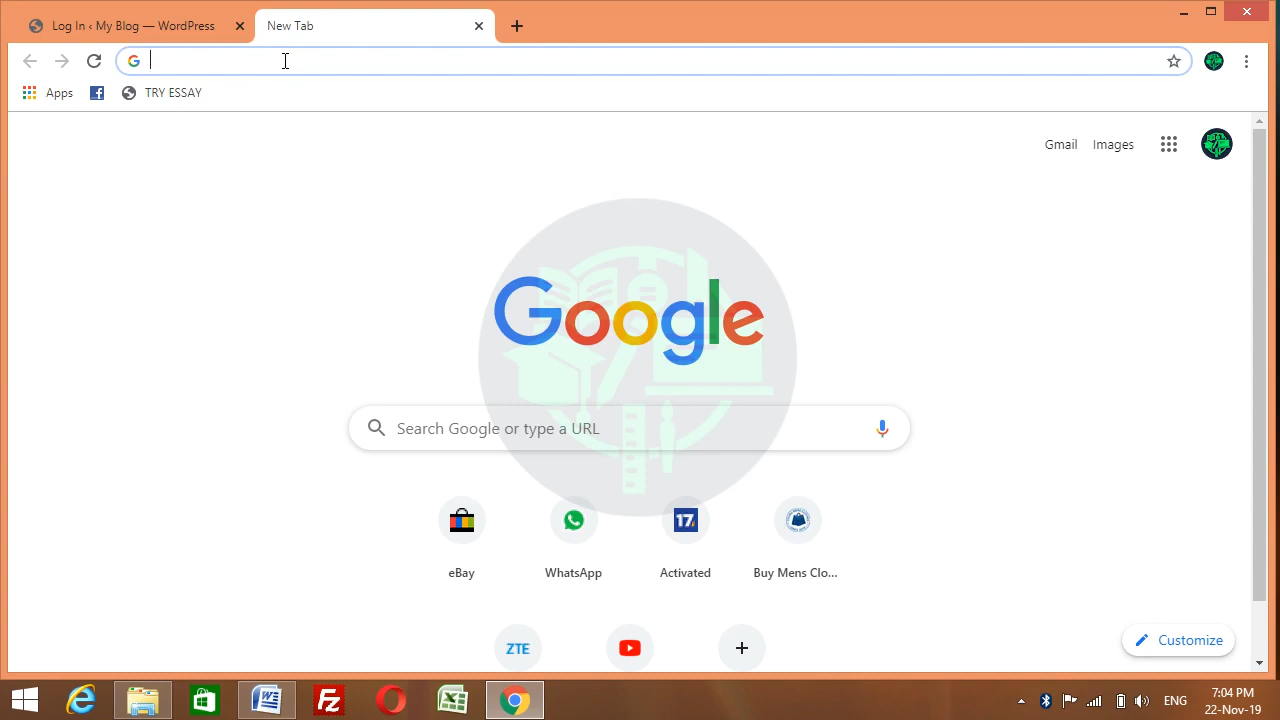 Log In ‹ My Blog — WordPress
New Tab
Apps
TRY ESSAY
Gmail
Images
Google
Search Google or type a URL
17
eBay
WhatsApp
Activated
Buy Mens Clo...
ZTE
Customize
ENG
7:04 PM
22-Nov-19